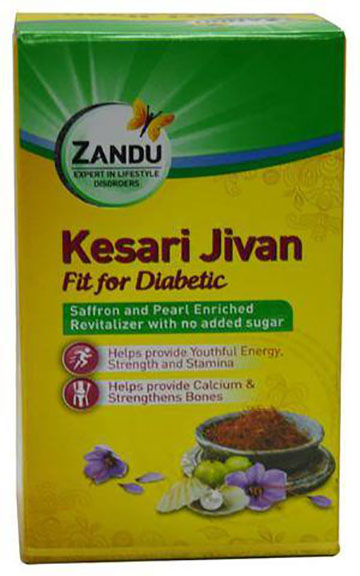 ZANDU
EXPERT IN LIFESTYLE
DISORDERS
Kesari Jivan
Fit for Diabetic
Saffron and Pearl Enriched
Revitalizer with no added sugar
Helps provide Youthful Energy,
Strength and Stamina
Helps provide Calcium &
Strengthens Bones